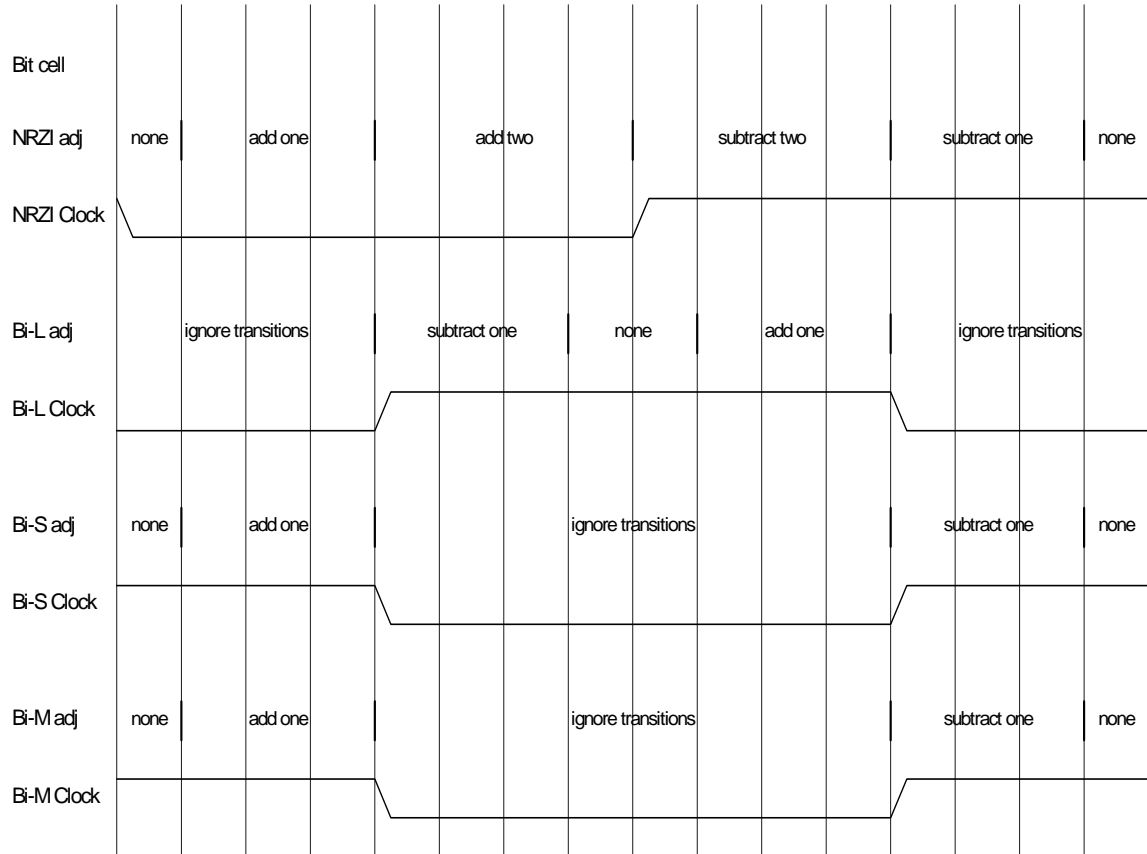 Bit cell
NRZI adj none add one add two subtract two subtract one none
NRZI Clock
Bi-L adj ignore transitions subtract one none add one ignore transitions
Bi-L Clock
Bi-S adj none add one ignore transitions subtract one none
Bi-S Clock
Bi-M adj none add one ignore transitions subtract one none
Bi-M Clock